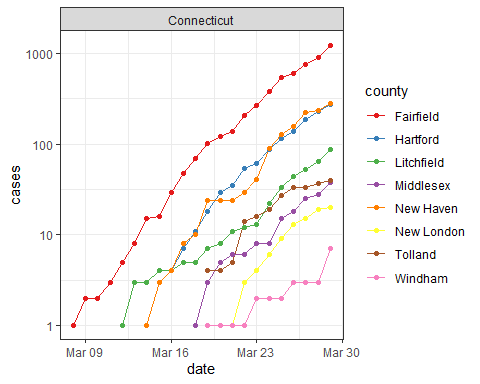 Connecticut
1000
100
10
1
cases
Mar 09
Mar 16
Mar 23
Mar 30
date
county
Fairfield
Hartford
Litchfield
Middlesex
New Haven
New London
Tolland
Windham